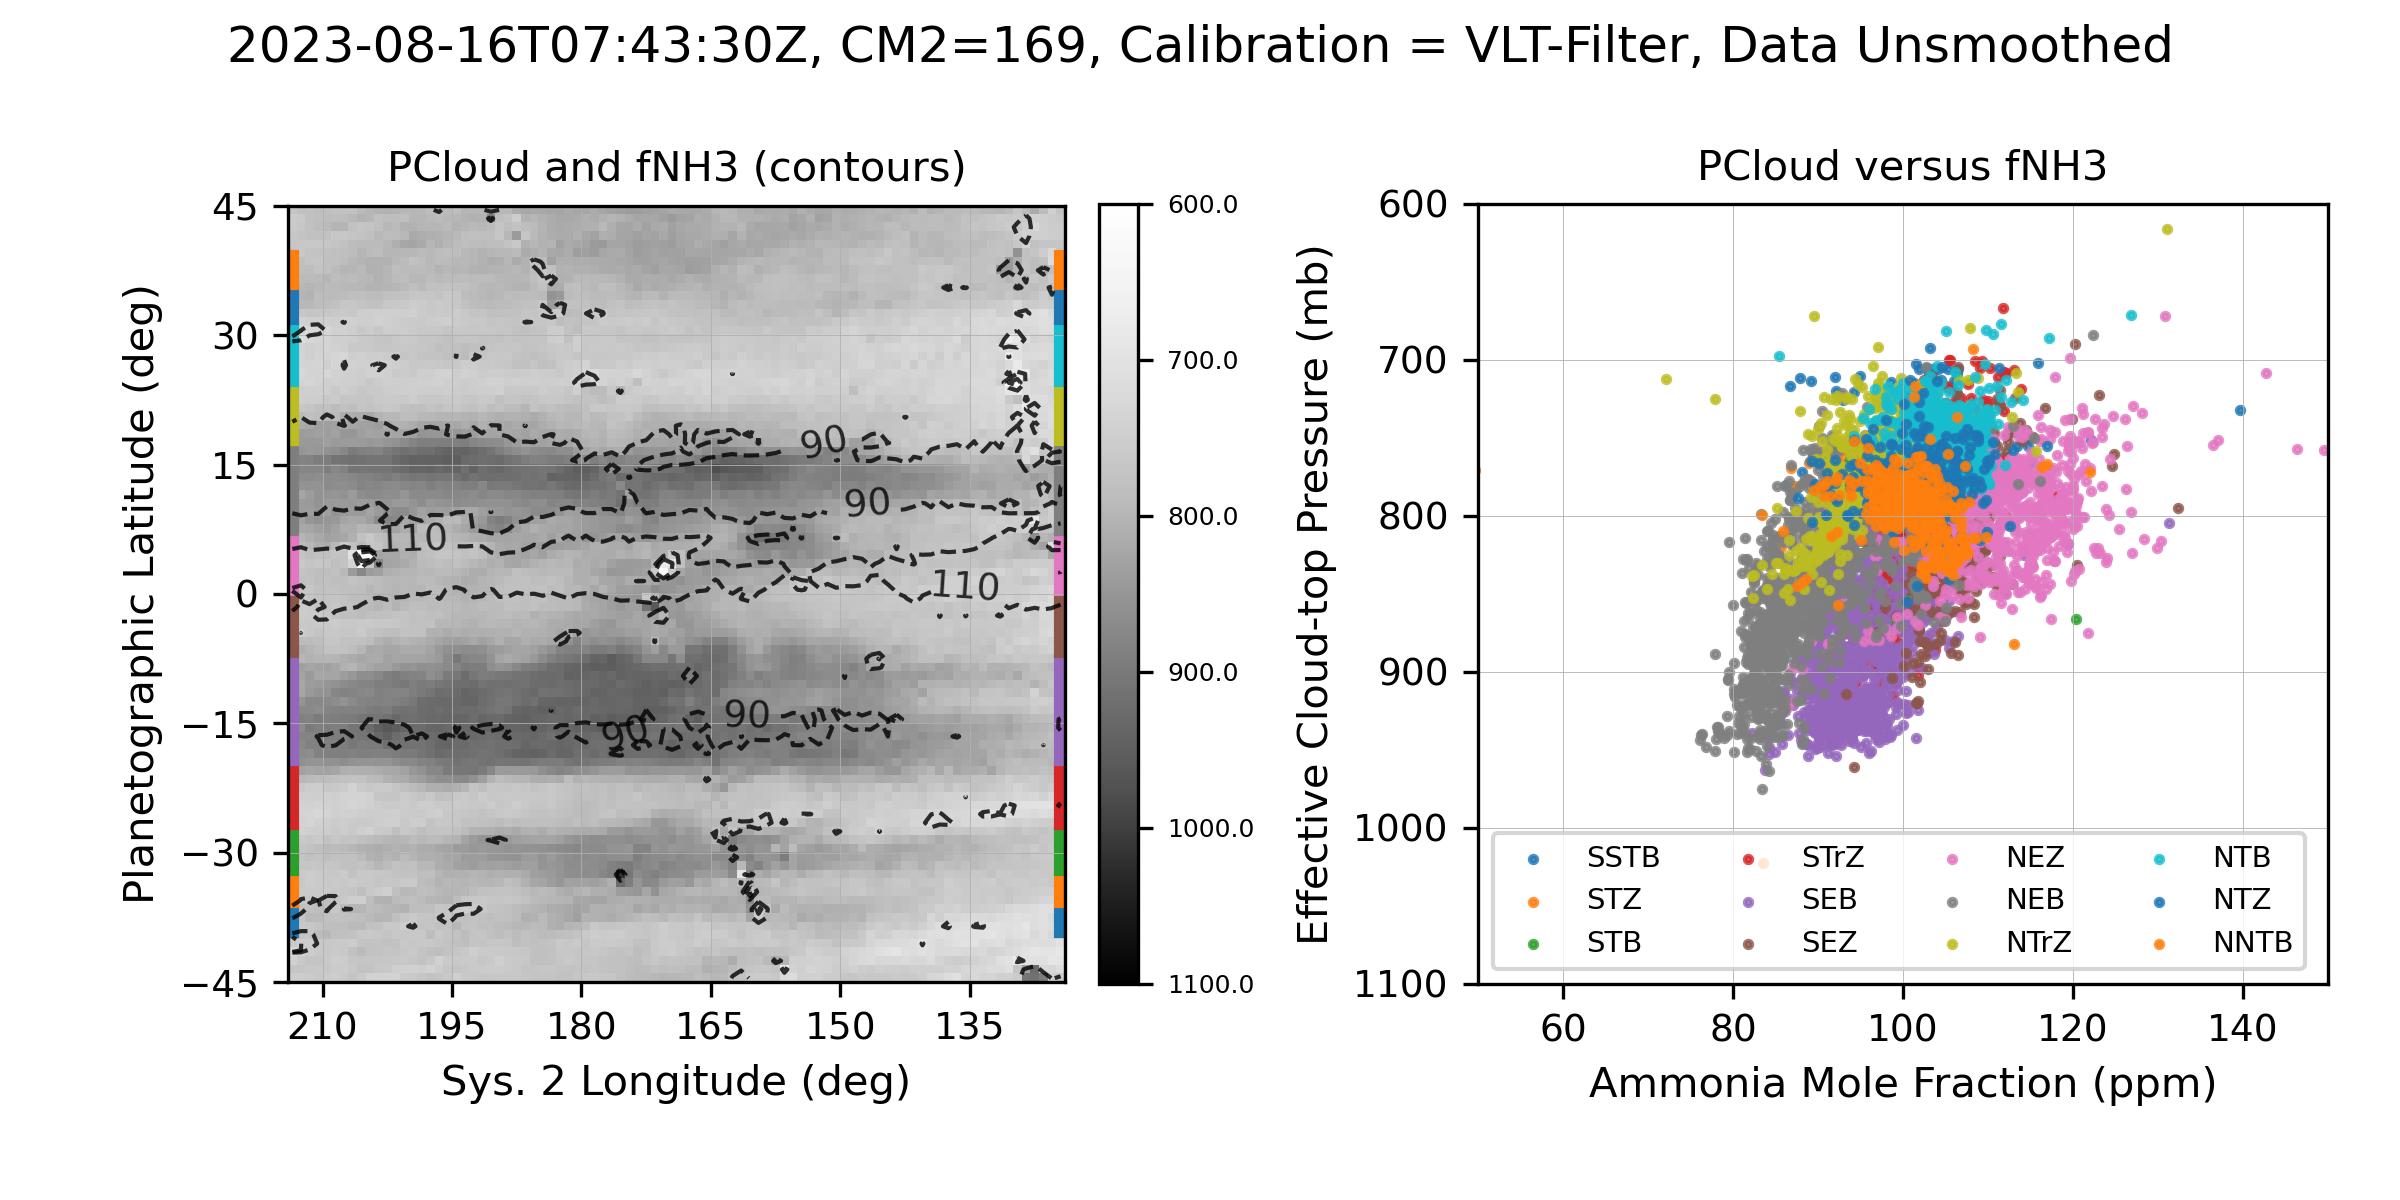 2023-08-16T07:43:30Z, CM2=169, Calibration = VLT-Filter, Data Unsmoothed
PCloud and fNH3 (contours)
Planetographic Latitude (deg)
45
30
15
0
−15
−30
−45
90
90
110
110
90
90
210
195
180
165
150
135
Sys. 2 Longitude (deg)
600.0
700.0
800.0
900.0
1000.0
1100.0
PCloud versus fNH3
Effective Cloud-top Pressure (mb)
600
700
800
900
1000
1100
SSTB
STZ
STB
STrZ
SEB
SEZ
NEZ
NEB
NTrZ
NTB
NTZ
NNTB
60
80
100
120
140
Ammonia Mole Fraction (ppm)